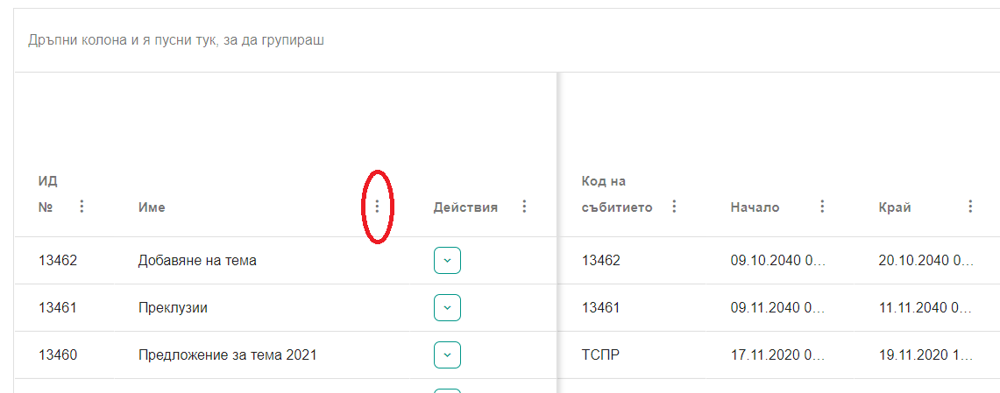 Дръпни колона и я пусни тук, за да групираш
ИД
№ Име Действия
Код на
събитието Начало Край
13462 Добавяне на тема 13462 09.10.2040 0... 20.10.2040 0...
13461 Преклузии 13461 09.11.2040 0... 11.11.2040 0...
13460 Предложение за тема 2021 ТСПР 17.11.2020 0... 19.11.2020 1...